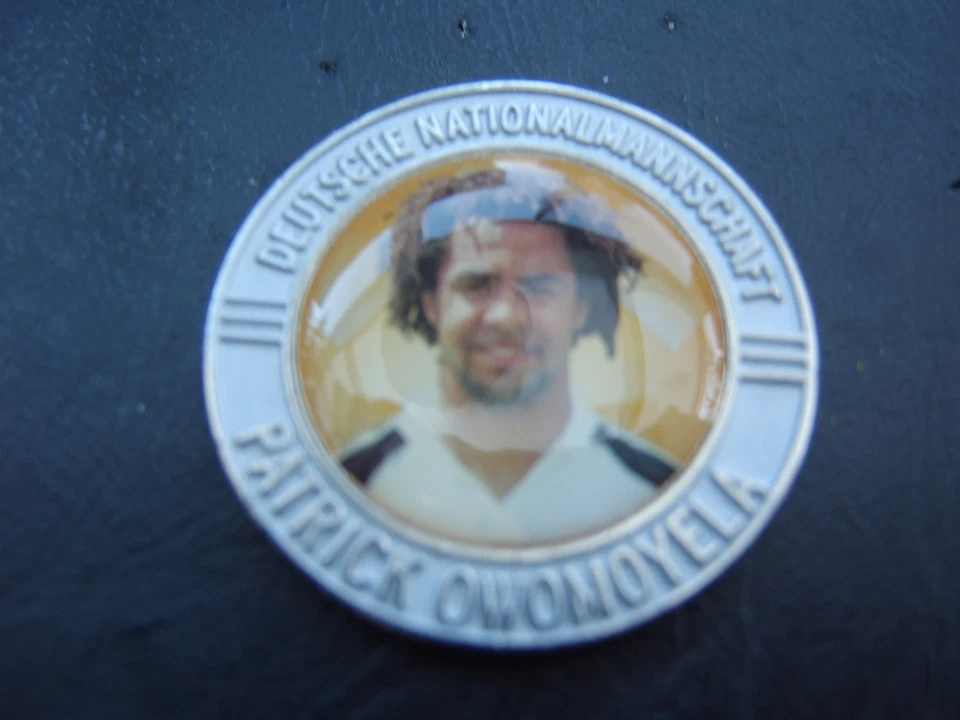 DEUTSCHE NATIONALMANNSCHAFT
PATRICK OWOMOYELA